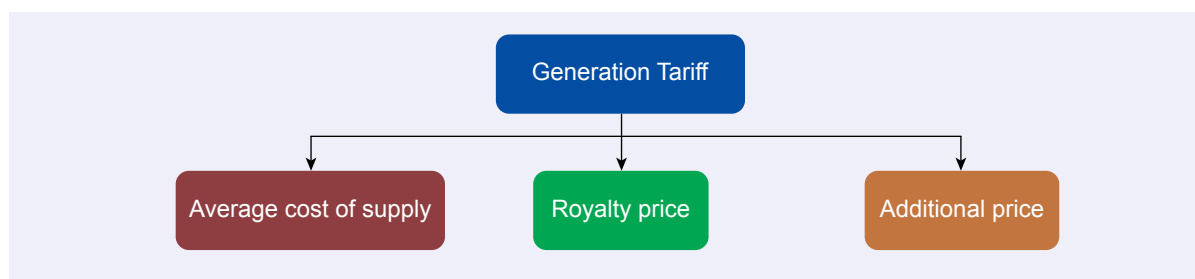 Generation Tariff
Average cost of supply
Royalty price
Additional price